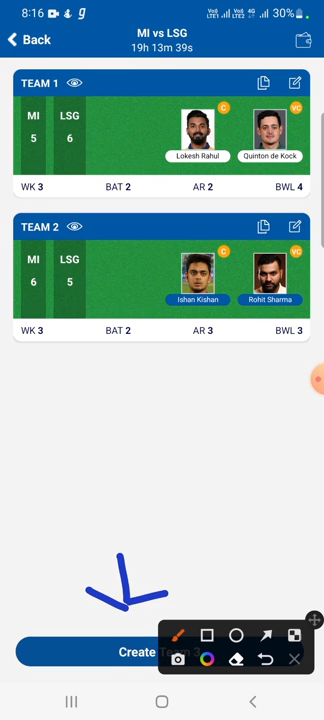 8:16 30%
MI vs LSG
Back
19h 13m 39s
TEAM 1
MI LSG
5 6
C VC
Lokesh Rahul Quinton de Kock
WK 3 BAT 2 AR 2 BWL 4
TEAM 2
MI LSG
6 5
C VC
Ishan Kishan Rohit Sharma
WK 3 BAT 2 AR 3 BWL 3
Create Team 3